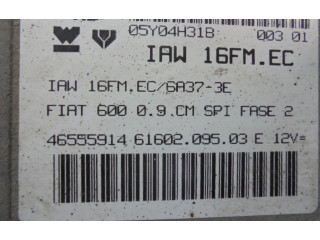 05Y04H31B 003 01
IAW 16FM.EC
IAW 16FM.EC/6A37-3E
FIAT 600 0.9.CM SPI FASE 2
46555914 61602.095.03 E 12V=